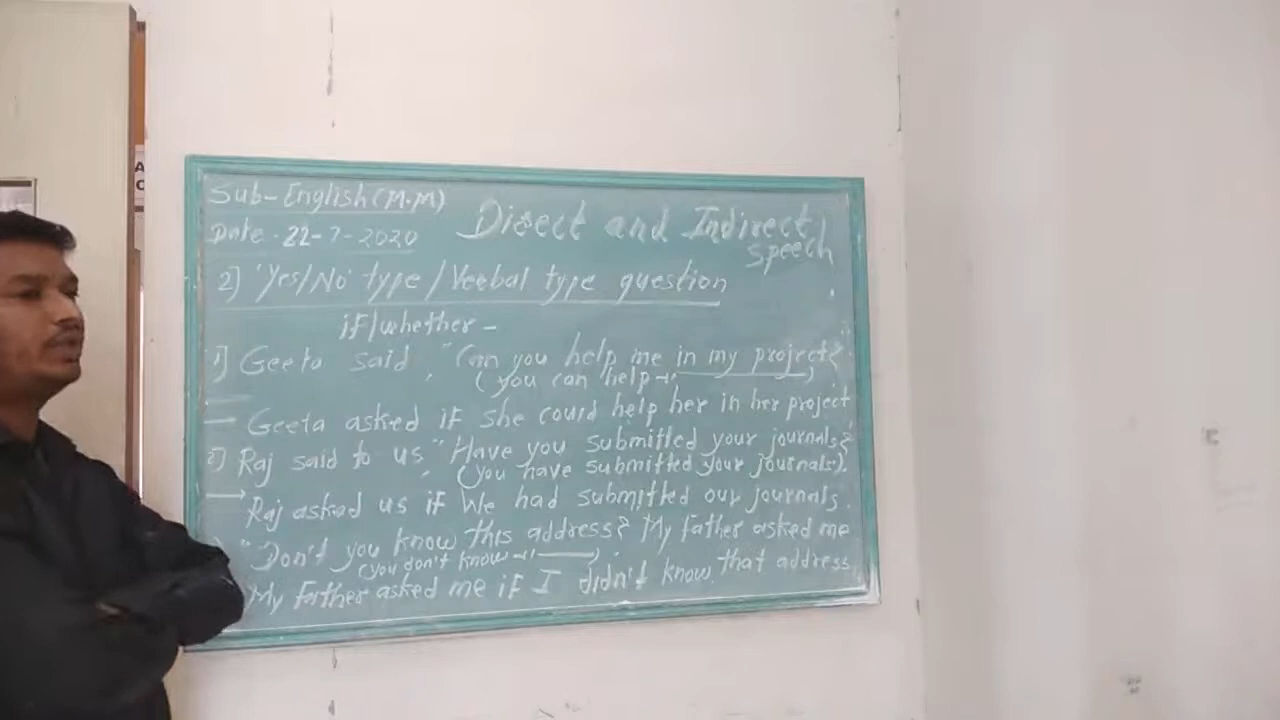 A
C
Sub-English(M.M)
Date. 22-7-2020
Direct and Indirect
speech
2) 'Yes/No' type / Verbal type question
if/whether -
1) Geeta said, "Can you help me in my project?
(you can help -"-)
- Geeta asked if she could help her in her project
2) Raj said to us, "Have you submitted your journals?
(you have submitted your journals).
→ Raj asked us if We had submitted our journals.
"Don't you know this address? My father asked me
(you don't know -"-)
My father asked me if I didn't know that address